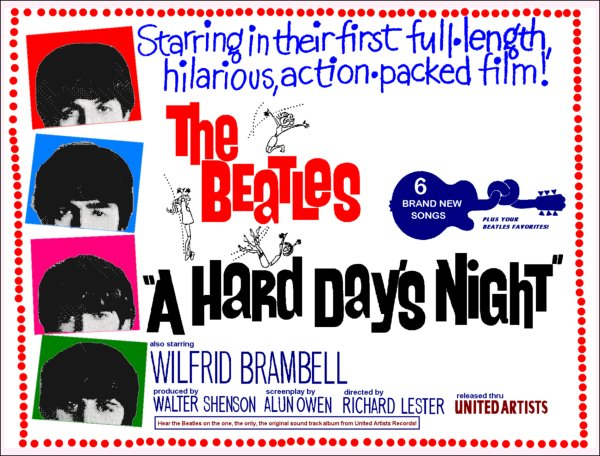 Starring in their first full-length,
hilarious, action-packed film!
The
BEATLES
6
BRAND NEW
SONGS
PLUS YOUR
BEATLES FAVORITES!
"A HARD DAY'S NIGHT"
also starring
WILFRID BRAMBELL
produced by screenplay by directed by released thru
WALTER SHENSON ALUN OWEN RICHARD LESTER UNITED ARTISTS
Hear the Beatles on the one, the only, the original sound track album from United Artists Records!